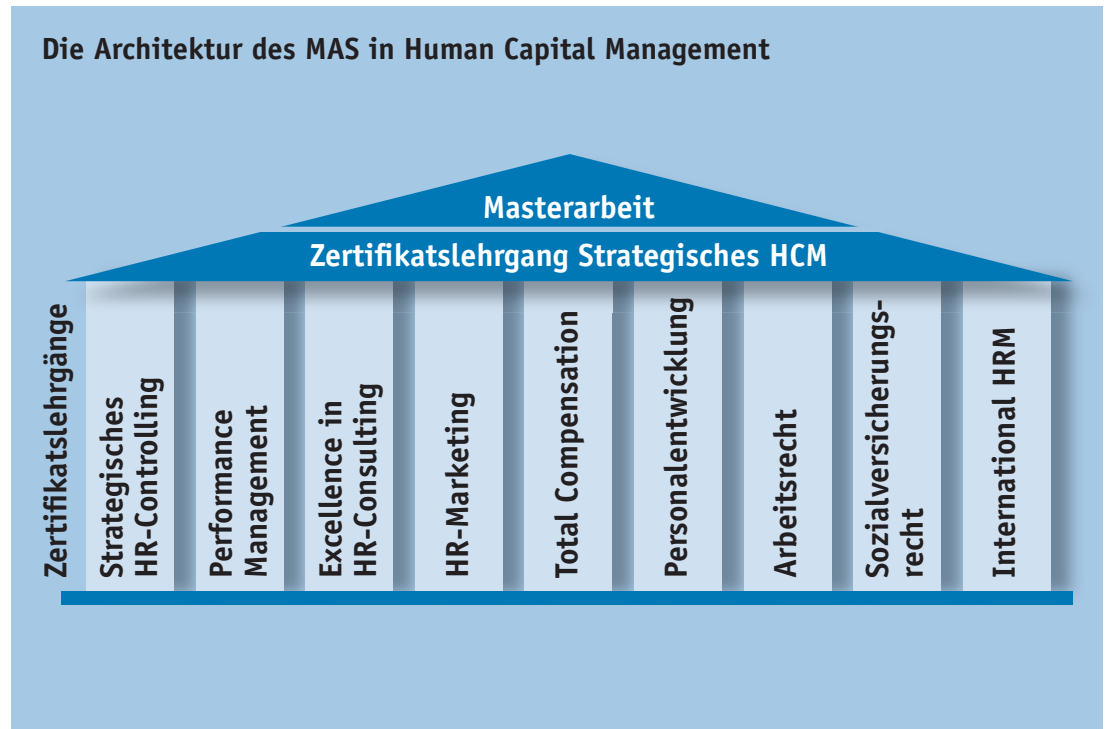 Die Architektur des MAS in Human Capital Management
Masterarbeit
Zertifikatslehrgang Strategisches HCM
Zertifikatslehrgänge
Strategisches
HR-Controlling
Performance
Management
Excellence in
HR-Consulting
HR-Marketing
Total Compensation
Personalentwicklung
Arbeitsrecht
Sozialversicherungs-
recht
International HRM